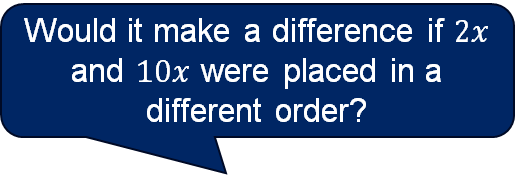 Would it make a difference if 2𝑥
and 10𝑥 were placed in a
different order?